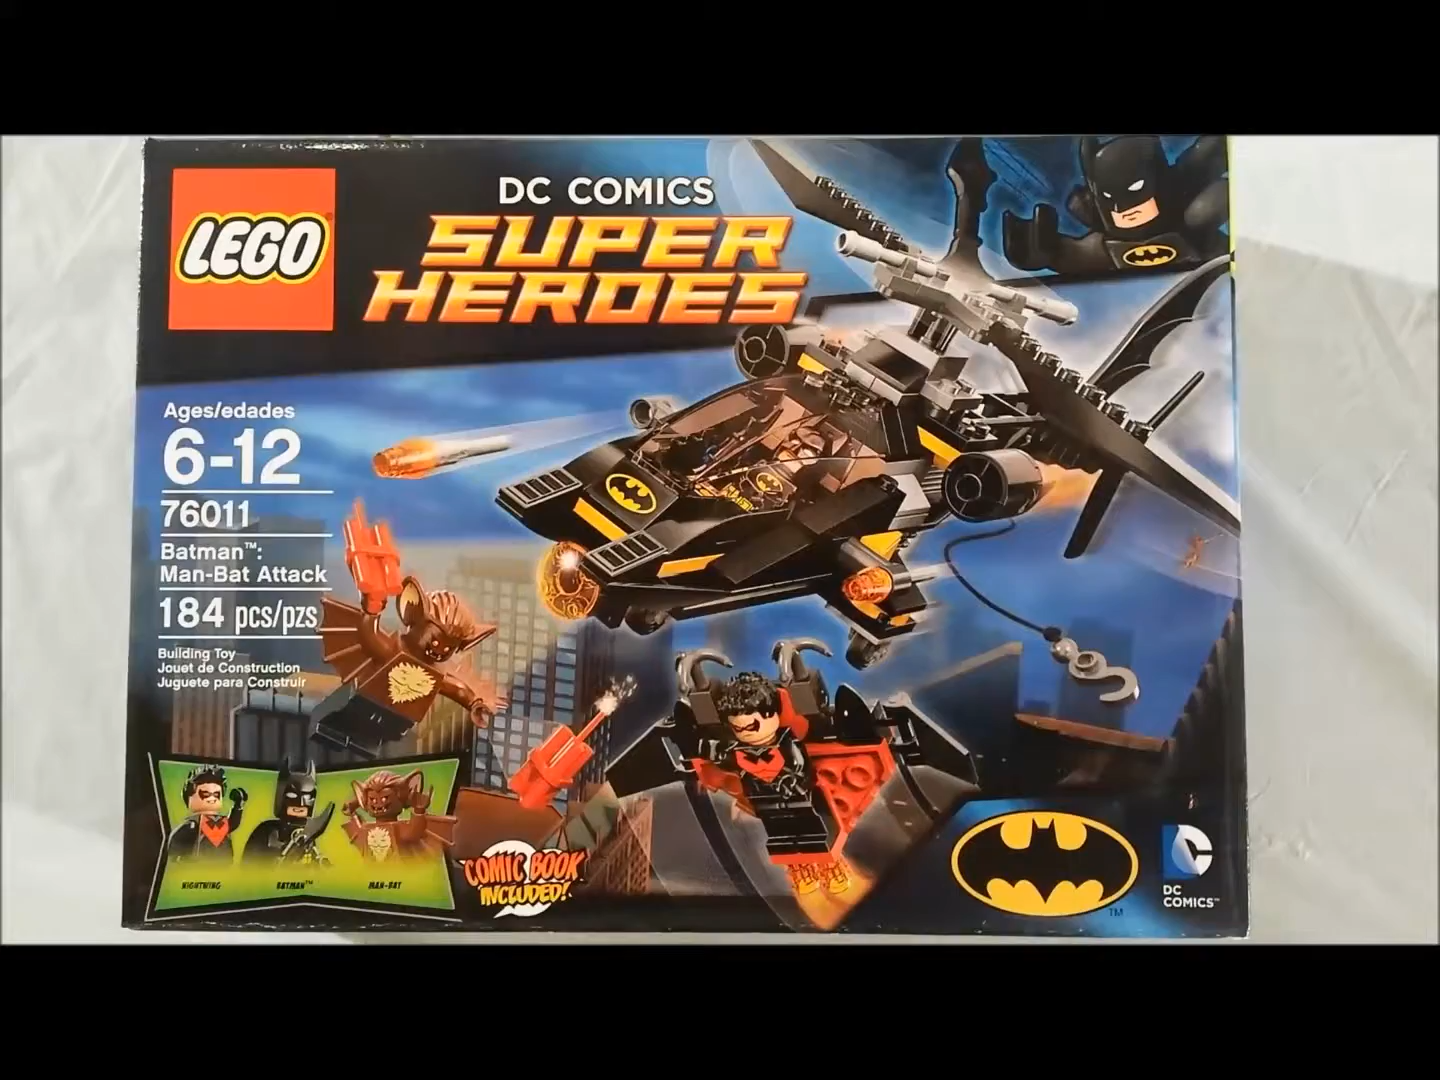 LEGO
DC COMICS
SUPER
HEROES
Ages/edades
6-12
76011
Batman™:
Man-Bat Attack
184 pcs/pzs
Building Toy
Jouet de Construction
Juguete para Construir
NIGHTWING
BATMAN™
MAN-BAT
COMIC BOOK
INCLUDED!
TM
DC
COMICS™